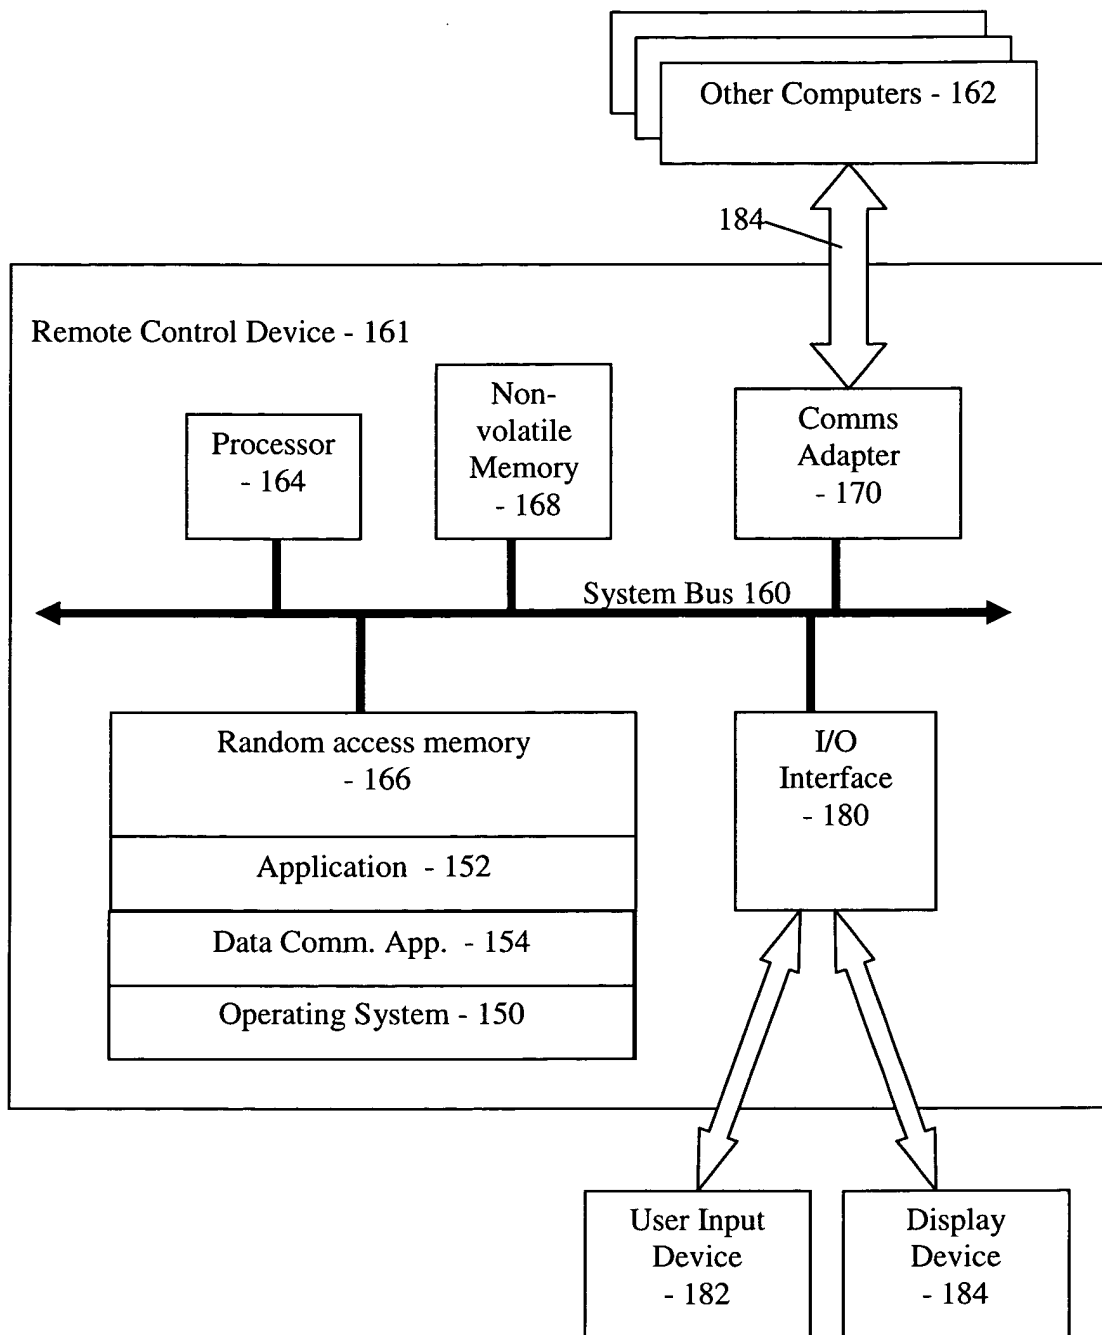 Other Computers - 162
184
Remote Control Device - 161
Non-
volatile
Memory
- 168
Processor
- 164
Comms
Adapter
- 170
System Bus 160
Random access memory
- 166
Application - 152
Data Comm. App. - 154
Operating System - 150
I/O
Interface
- 180
User Input
Device
- 182
Display
Device
- 184